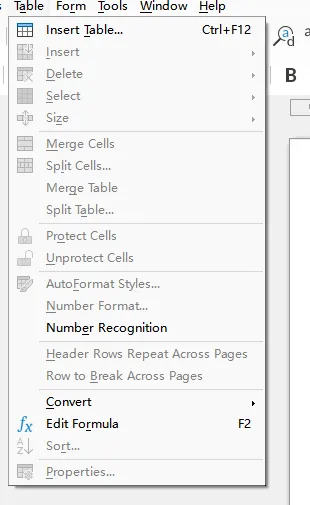 Table Form Tools Window Help
Insert Table... Ctrl+F12
Insert
Delete
Select
Size
Merge Cells
Split Cells...
Merge Table
Split Table...
Protect Cells
Unprotect Cells
AutoFormat Styles...
Number Format...
Number Recognition
Header Rows Repeat Across Pages
Row to Break Across Pages
Convert
Edit Formula F2
Sort...
Properties...
B